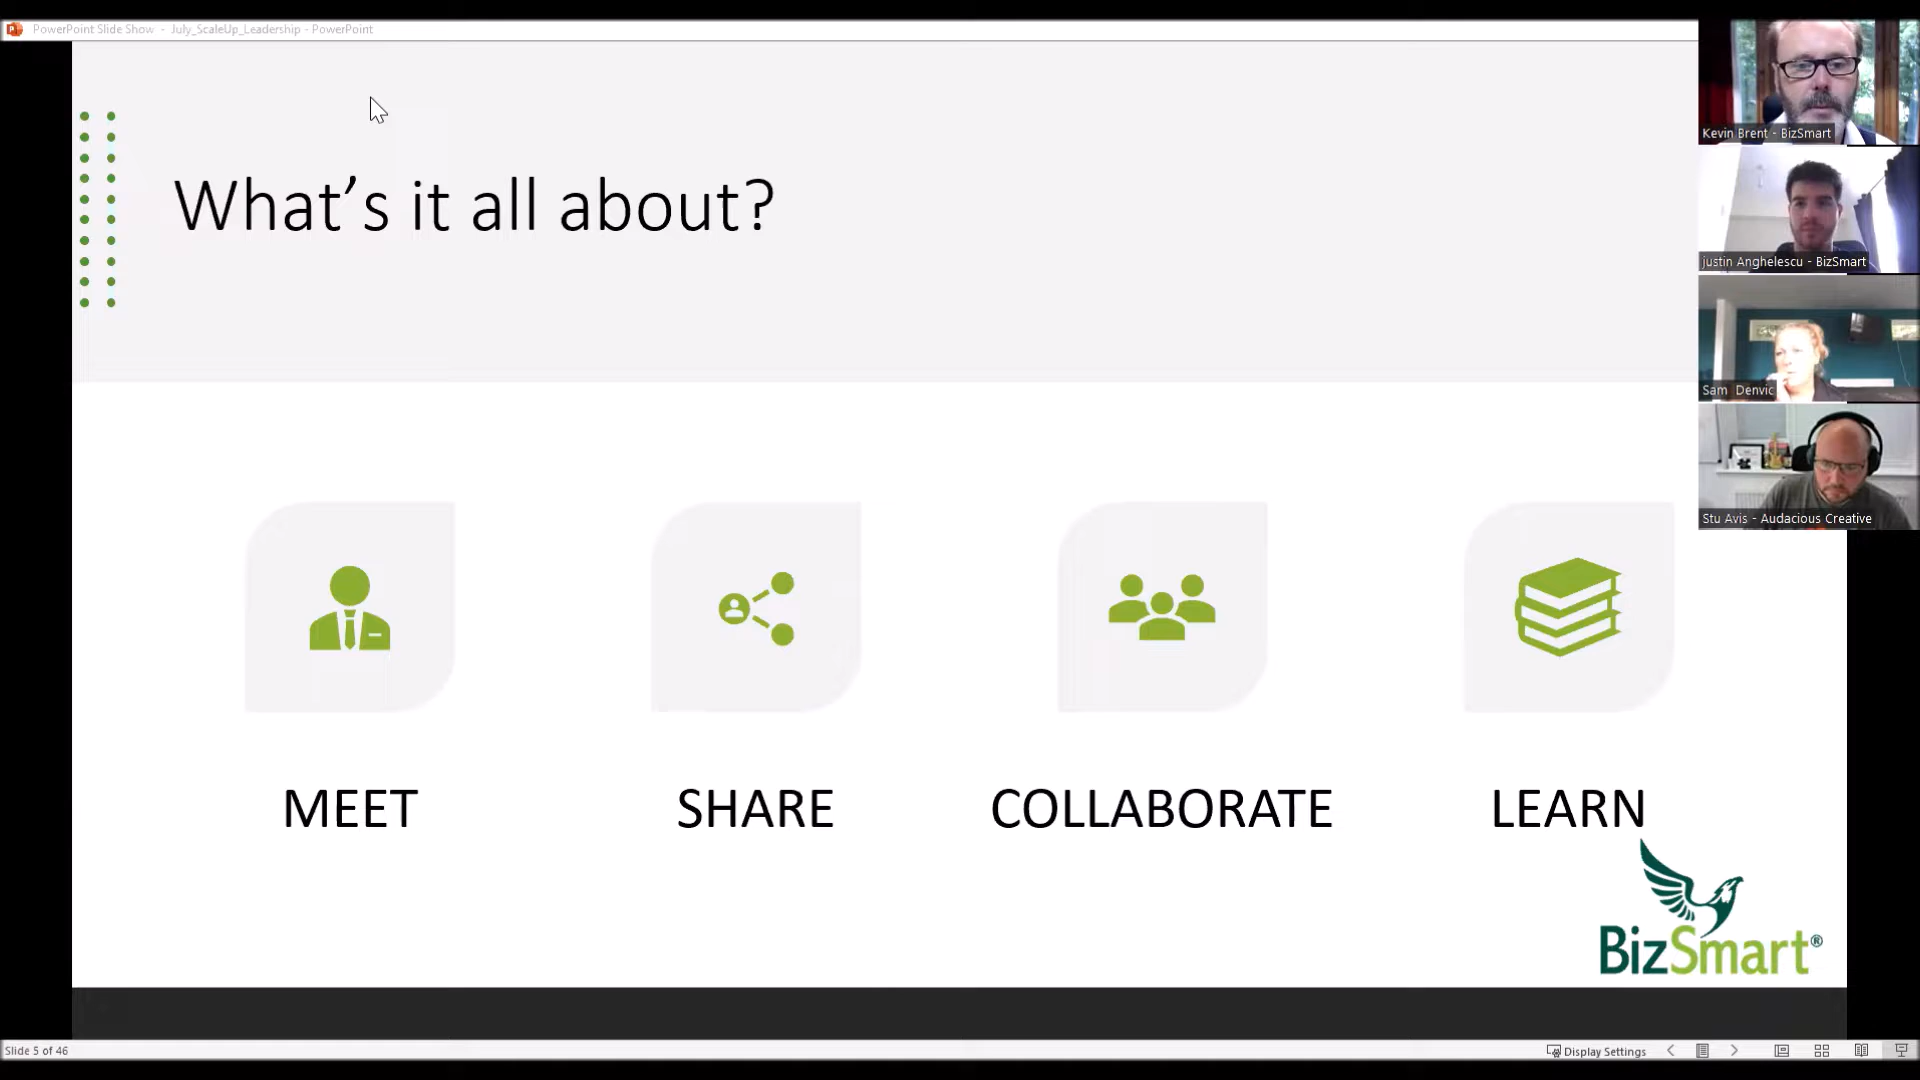 PowerPoint Slide Show - July_ScaleUp_Leadership - PowerPoint
What's it all about?
MEET
SHARE
COLLABORATE
LEARN
BizSmart®
Kevin Brent - BizSmart
justin Anghelescu - BizSmart
Sam Denvic
Stu Avis - Audacious Creative
Slide 5 of 46
Display Settings